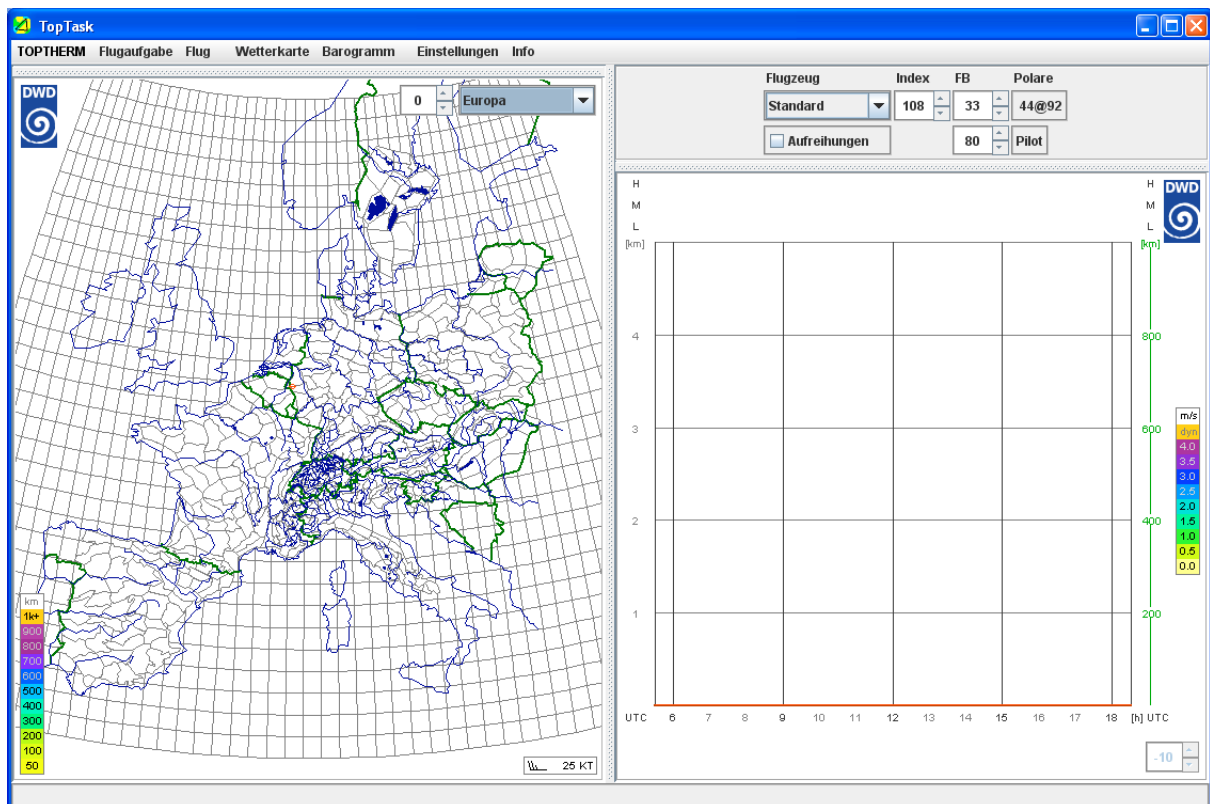 TopTask
TOPTHERM Flugaufgabe Flug Wetterkarte Barogramm Einstellungen Info
DWD
0 Europa
km
1k+
900
800
700
600
500
400
300
200
100
50
25 KT
Flugzeug Index FB Polare
Standard 108 33 44@92
Aufreihungen 80 Pilot
H H DWD
M M
L L
[km] [km]
4 800
3 600
2 400
1 200
m/s
dyn
4.0
3.5
3.0
2.5
2.0
1.5
1.0
0.5
0.0
UTC 6 7 8 9 10 11 12 13 14 15 16 17 18 [h] UTC
-10